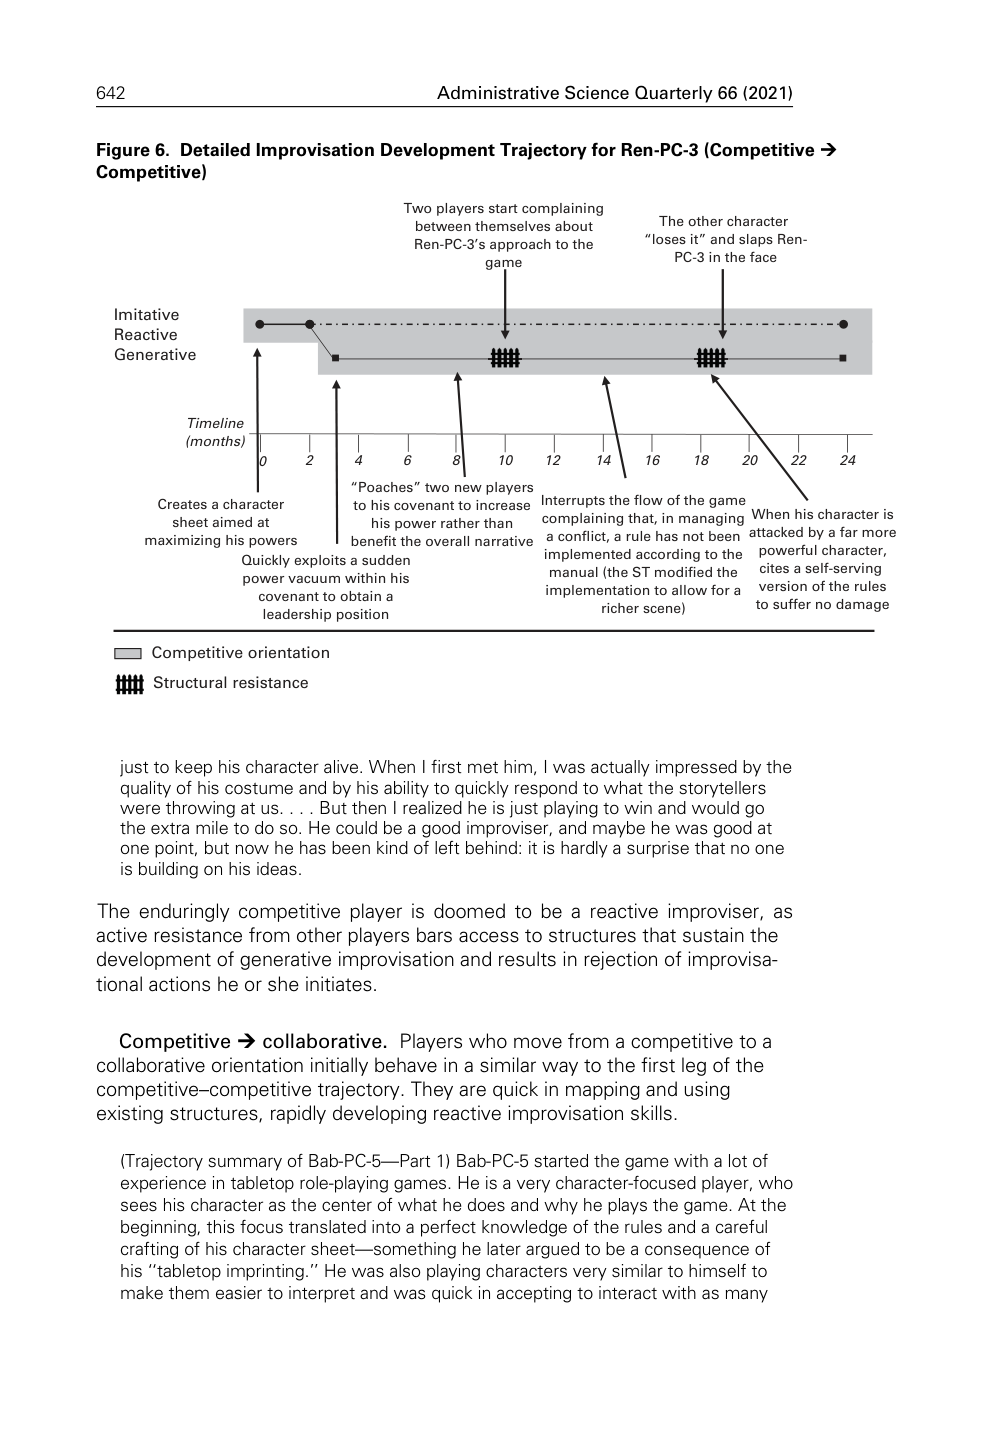 642
Administrative Science Quarterly 66 (2021)
Figure 6. Detailed Improvisation Development Trajectory for Ren-PC-3 (Competitive ➔
Competitive)
Two players start complaining
between themselves about
Ren-PC-3’s approach to the
game
The other character
“loses it” and slaps Ren-
PC-3 in the face
Imitative
Reactive
Generative
Timeline
(months)
0 2 4 6 8 10 12 14 16 18 20 22 24
Creates a character
sheet aimed at
maximizing his powers
Quickly exploits a sudden
power vacuum within his
covenant to obtain a
leadership position
“Poaches” two new players
to his covenant to increase
his power rather than
benefit the overall narrative
Interrupts the flow of the game
complaining that, in managing
a conflict, a rule has not been
implemented according to the
manual (the ST modified the
implementation to allow for a
richer scene)
When his character is
attacked by a far more
powerful character,
cites a self-serving
version of the rules
to suffer no damage
Competitive orientation
Structural resistance
just to keep his character alive. When I first met him, I was actually impressed by the
quality of his costume and by his ability to quickly respond to what the storytellers
were throwing at us. . . . But then I realized he is just playing to win and would go
the extra mile to do so. He could be a good improviser, and maybe he was good at
one point, but now he has been kind of left behind: it is hardly a surprise that no one
is building on his ideas.
The enduringly competitive player is doomed to be a reactive improviser, as
active resistance from other players bars access to structures that sustain the
development of generative improvisation and results in rejection of improvisa-
tional actions he or she initiates.
Competitive ➔ collaborative. Players who move from a competitive to a
collaborative orientation initially behave in a similar way to the first leg of the
competitive–competitive trajectory. They are quick in mapping and using
existing structures, rapidly developing reactive improvisation skills.
(Trajectory summary of Bab-PC-5—Part 1) Bab-PC-5 started the game with a lot of
experience in tabletop role-playing games. He is a very character-focused player, who
sees his character as the center of what he does and why he plays the game. At the
beginning, this focus translated into a perfect knowledge of the rules and a careful
crafting of his character sheet—something he later argued to be a consequence of
his ‘‘tabletop imprinting.’’ He was also playing characters very similar to himself to
make them easier to interpret and was quick in accepting to interact with as many